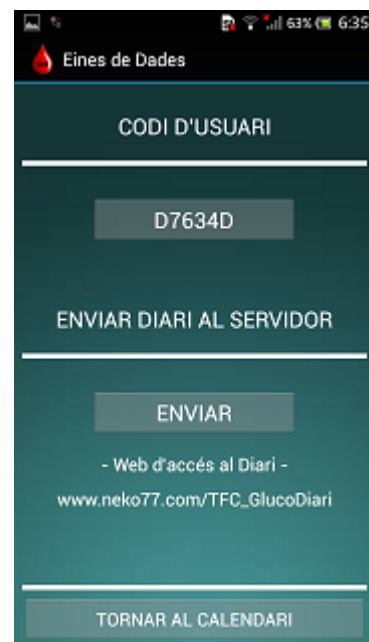 63% 6:35
Eines de Dades
CODI D'USUARI
D7634D
ENVIAR DIARI AL SERVIDOR
ENVIAR
- Web d'accés al Diari -
www.neko77.com/TFC_GlucoDiari
TORNAR AL CALENDARI